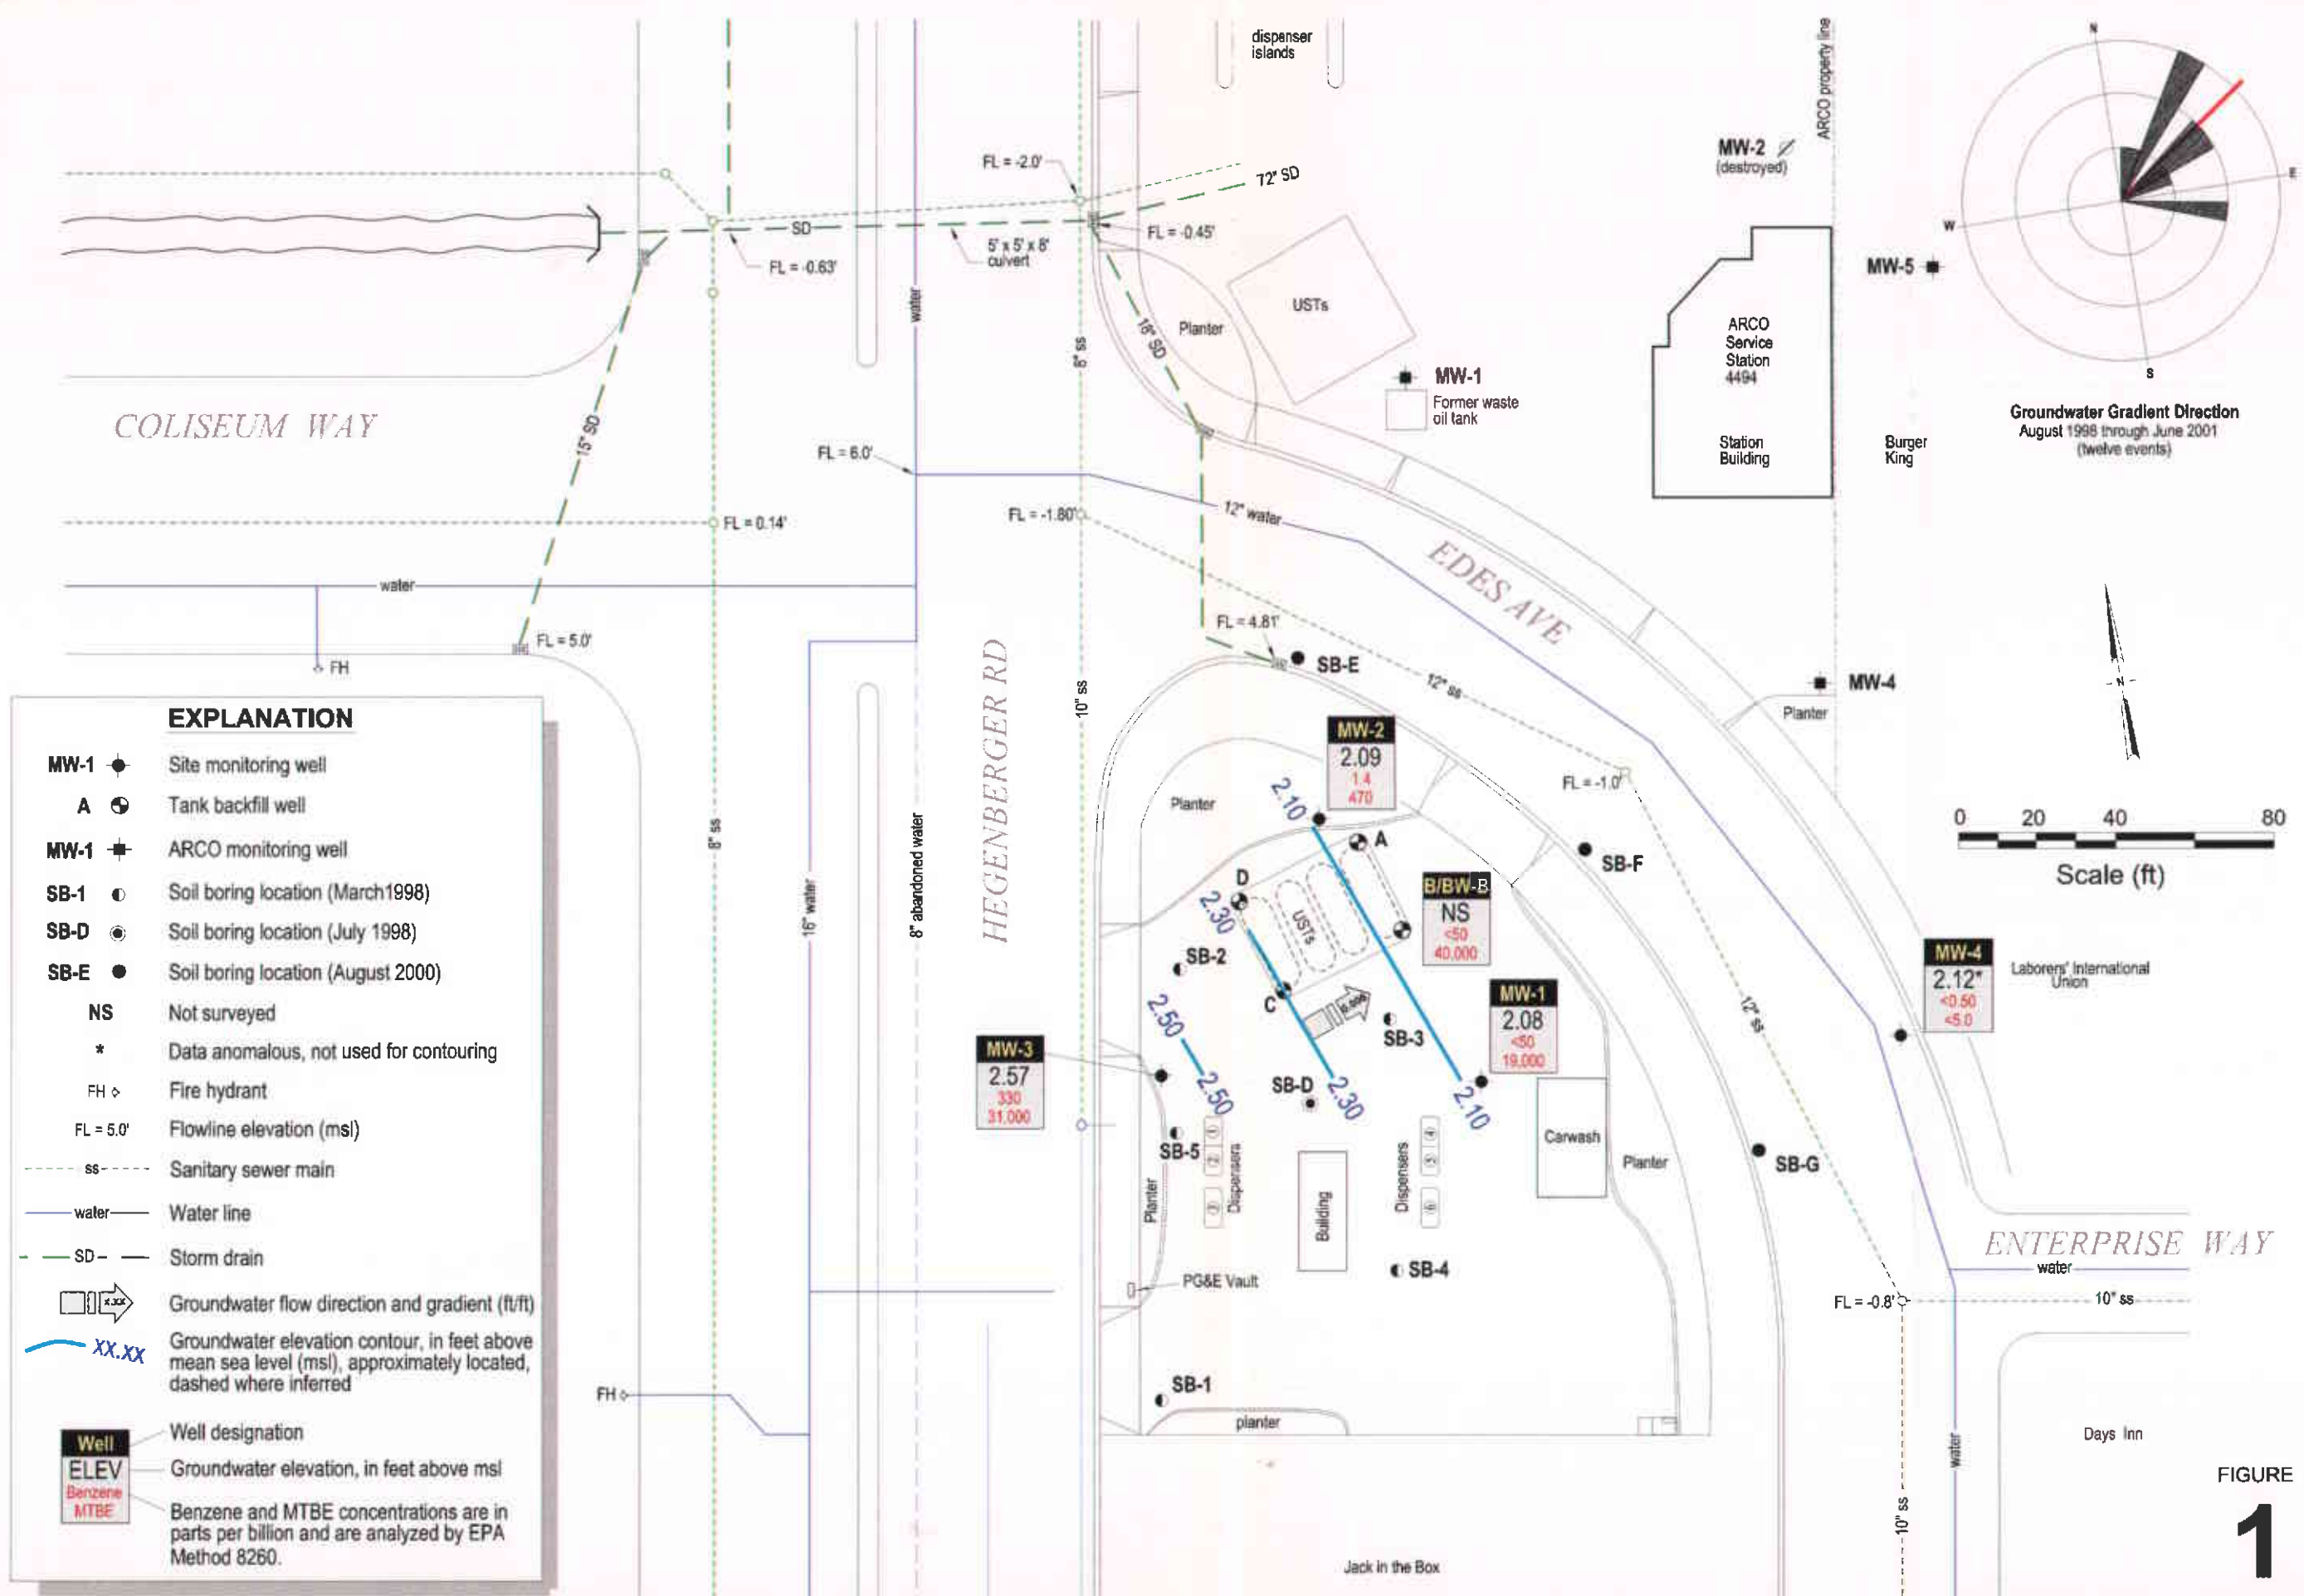 dispenser
islands
ARCO property line
N
E
W
S
MW-2
(destroyed)
FL = -2.0'
72" SD
SD
FL = -0.45'
5' x 5' x 8'
culvert
FL = -0.63'
water
8" ss
18" SD
Planter
USTs
MW-5
ARCO
Service
Station
4494
Station
Building
Burger
King
Groundwater Gradient Direction
August 1998 through June 2001
(twelve events)
MW-1
Former waste
oil tank
COLISEUM WAY
15" SD
FL = 6.0'
FL = 0.14'
FL = -1.80'
12" water
EDES AVE
water
FL = 5.0'
FH
HEGENBERGER RD
10" ss
FL = 4.81'
SB-E
12" ss
MW-4
Planter
N
FL = -1.0'
0 20 40 80
Scale (ft)
EXPLANATION
MW-1 Site monitoring well
A Tank backfill well
MW-1 ARCO monitoring well
SB-1 Soil boring location (March1998)
SB-D Soil boring location (July 1998)
SB-E Soil boring location (August 2000)
NS Not surveyed
* Data anomalous, not used for contouring
FH Fire hydrant
FL = 5.0' Flowline elevation (msl)
ss Sanitary sewer main
water Water line
SD Storm drain
x.xx Groundwater flow direction and gradient (ft/ft)
XX.XX Groundwater elevation contour, in feet above
mean sea level (msl), approximately located,
dashed where inferred
Well
ELEV
Benzene
MTBE
Well designation
Groundwater elevation, in feet above msl
Benzene and MTBE concentrations are in
parts per billion and are analyzed by EPA
Method 8260.
8" ss
16" water
8" abandoned water
Planter
MW-2
2.09
1.4
470
2.10
A
D
2.30
USTs
B/BW-B
NS
<50
40,000
SB-F
SB-2
C
0.006
SB-3
2.50
2.50
MW-1
2.08
<50
19,000
MW-3
2.57
330
31,000
SB-D
2.30
2.10
12" ss
MW-4
2.12*
<0.50
<5.0
Laborers' International
Union
SB-5
1
2
3
Dispensers
Planter
Building
Dispensers
4
5
6
Carwash
Planter
SB-G
PG&E Vault
SB-4
ENTERPRISE WAY
water
FL = -0.8'
10" ss
FH
SB-1
planter
water
10" ss
Days Inn
Jack in the Box
FIGURE
1